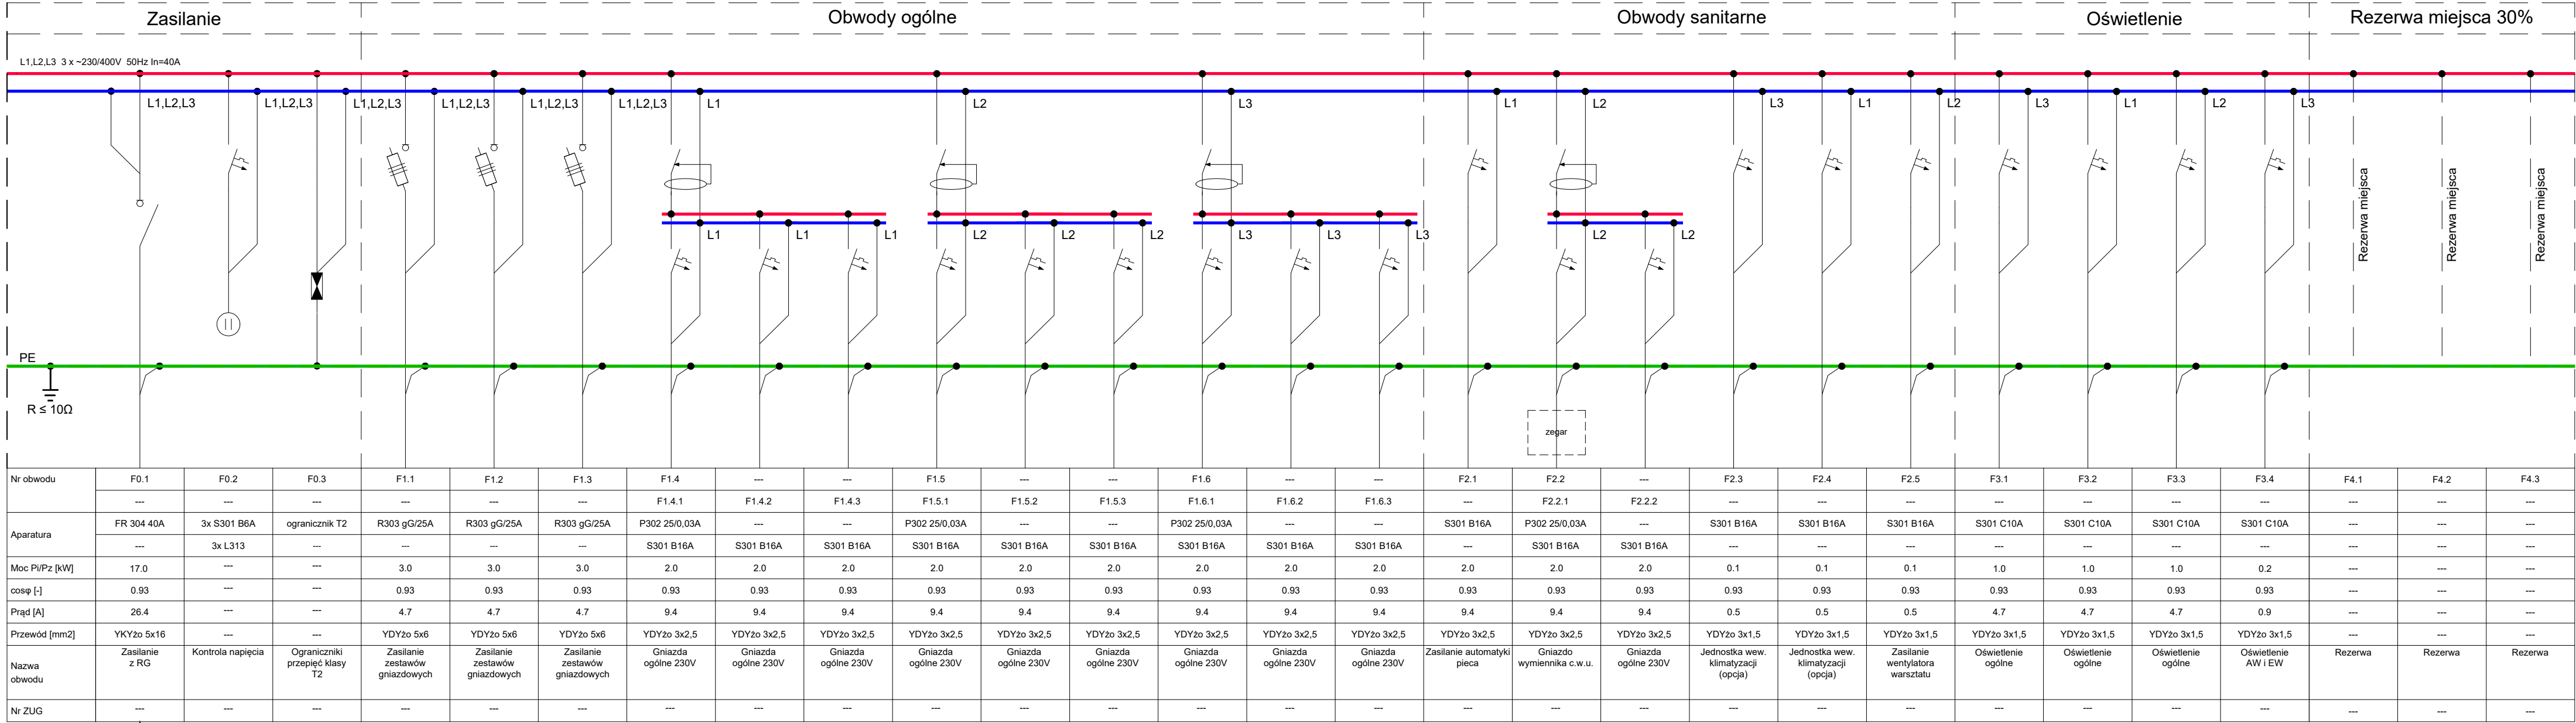 Zasilanie Obwody ogólne Obwody sanitarne Oświetlenie Rezerwa miejsca 30%
L1,L2,L3 3 x ~230/400V 50Hz In=40A
L1,L2,L3 L1,L2,L3 L1,L2,L3 L1,L2,L3 L1,L2,L3 L1,L2,L3 L1 L2 L3 L1 L2 L3 L1 L2 L3 L1 L2 L3
Rezerwa miejsca Rezerwa miejsca Rezerwa miejsca
L1 L1 L1 L2 L2 L2 L3 L3 L3 L2 L2
PE
R ≤ 10Ω
zegar
Nr obwodu F0.1 F0.2 F0.3 F1.1 F1.2 F1.3 F1.4 --- --- F1.5 --- --- F1.6 --- --- F2.1 F2.2 --- F2.3 F2.4 F2.5 F3.1 F3.2 F3.3 F3.4 F4.1 F4.2 F4.3
--- --- --- --- --- --- F1.4.1 F1.4.2 F1.4.3 F1.5.1 F1.5.2 F1.5.3 F1.6.1 F1.6.2 F1.6.3 --- F2.2.1 F2.2.2 --- --- --- --- --- --- --- --- --- ---
Aparatura FR 304 40A 3x S301 B6A ogranicznik T2 R303 gG/25A R303 gG/25A R303 gG/25A P302 25/0,03A --- --- P302 25/0,03A --- --- P302 25/0,03A --- --- S301 B16A P302 25/0,03A --- S301 B16A S301 B16A S301 B16A S301 C10A S301 C10A S301 C10A S301 C10A --- --- ---
--- 3x L313 --- --- --- --- S301 B16A S301 B16A S301 B16A S301 B16A S301 B16A S301 B16A S301 B16A S301 B16A S301 B16A --- S301 B16A S301 B16A --- --- --- --- --- --- --- --- --- ---
Moc Pi/Pz [kW] 17.0 --- --- 3.0 3.0 3.0 2.0 2.0 2.0 2.0 2.0 2.0 2.0 2.0 2.0 2.0 2.0 2.0 0.1 0.1 0.1 1.0 1.0 1.0 0.2 --- --- ---
cosφ [-] 0.93 --- --- 0.93 0.93 0.93 0.93 0.93 0.93 0.93 0.93 0.93 0.93 0.93 0.93 0.93 0.93 0.93 0.93 0.93 0.93 0.93 0.93 0.93 0.93 --- --- ---
Prąd [A] 26.4 --- --- 4.7 4.7 4.7 9.4 9.4 9.4 9.4 9.4 9.4 9.4 9.4 9.4 9.4 9.4 9.4 0.5 0.5 0.5 4.7 4.7 4.7 0.9 --- --- ---
Przewód [mm2] YKYżo 5x16 --- --- YDYżo 5x6 YDYżo 5x6 YDYżo 5x6 YDYżo 3x2,5 YDYżo 3x2,5 YDYżo 3x2,5 YDYżo 3x2,5 YDYżo 3x2,5 YDYżo 3x2,5 YDYżo 3x2,5 YDYżo 3x2,5 YDYżo 3x2,5 YDYżo 3x2,5 YDYżo 3x2,5 YDYżo 3x2,5 YDYżo 3x1,5 YDYżo 3x1,5 YDYżo 3x1,5 YDYżo 3x1,5 YDYżo 3x1,5 YDYżo 3x1,5 YDYżo 3x1,5 --- --- ---
Zasilanie Kontrola napięcia Ograniczniki Zasilanie Zasilanie Zasilanie Gniazda Gniazda Gniazda Gniazda Gniazda Gniazda Gniazda Gniazda Gniazda Zasilanie automatyki Gniazdo Gniazda Jednostka wew. Jednostka wew. Zasilanie Oświetlenie Oświetlenie Oświetlenie Oświetlenie Rezerwa Rezerwa Rezerwa
Nazwa z RG przepięć klasy zestawów zestawów zestawów ogólne 230V ogólne 230V ogólne 230V ogólne 230V ogólne 230V ogólne 230V ogólne 230V ogólne 230V ogólne 230V pieca wymiennika c.w.u. ogólne 230V klimatyzacji klimatyzacji wentylatora ogólne ogólne ogólne AW i EW
obwodu T2 gniazdowych gniazdowych gniazdowych (opcja) (opcja) warsztatu
Nr ZUG --- --- --- --- --- --- --- --- --- --- --- --- --- --- --- --- --- --- --- --- --- --- --- --- --- --- --- ---